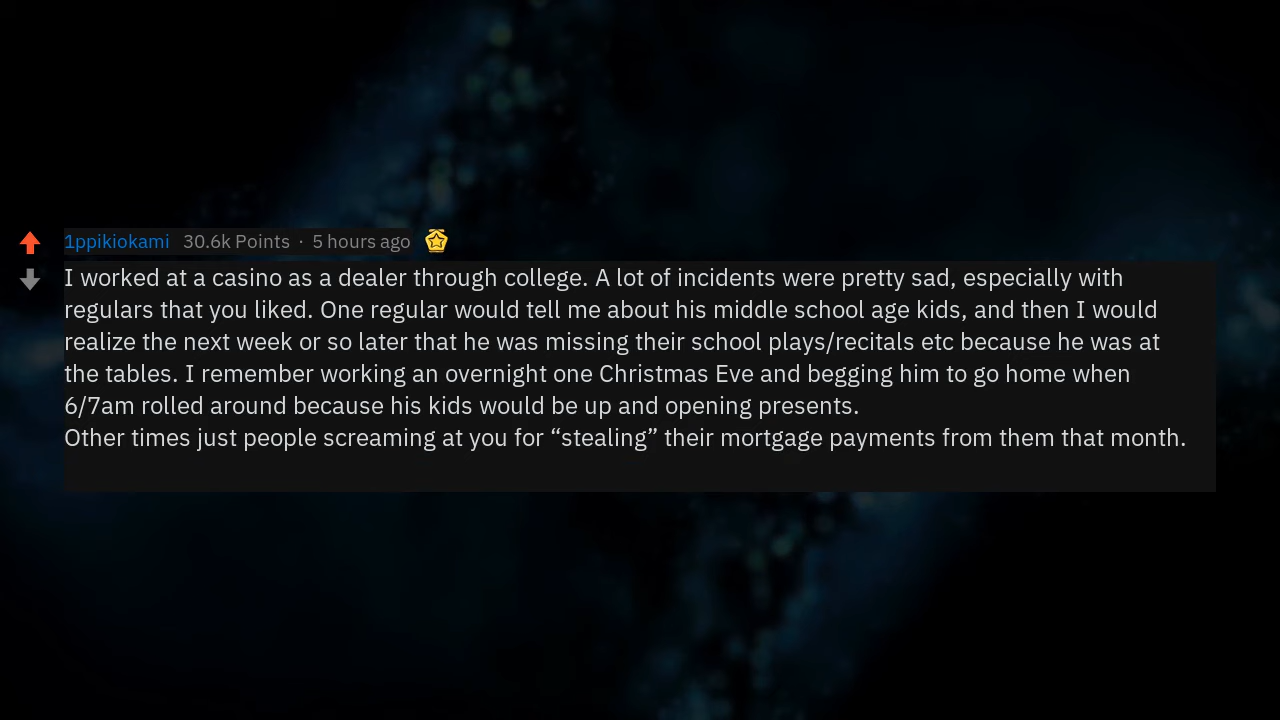 1ppikiokami 30.6k Points · 5 hours ago
I worked at a casino as a dealer through college. A lot of incidents were pretty sad, especially with
regulars that you liked. One regular would tell me about his middle school age kids, and then I would
realize the next week or so later that he was missing their school plays/recitals etc because he was at
the tables. I remember working an overnight one Christmas Eve and begging him to go home when
6/7am rolled around because his kids would be up and opening presents.
Other times just people screaming at you for “stealing” their mortgage payments from them that month.